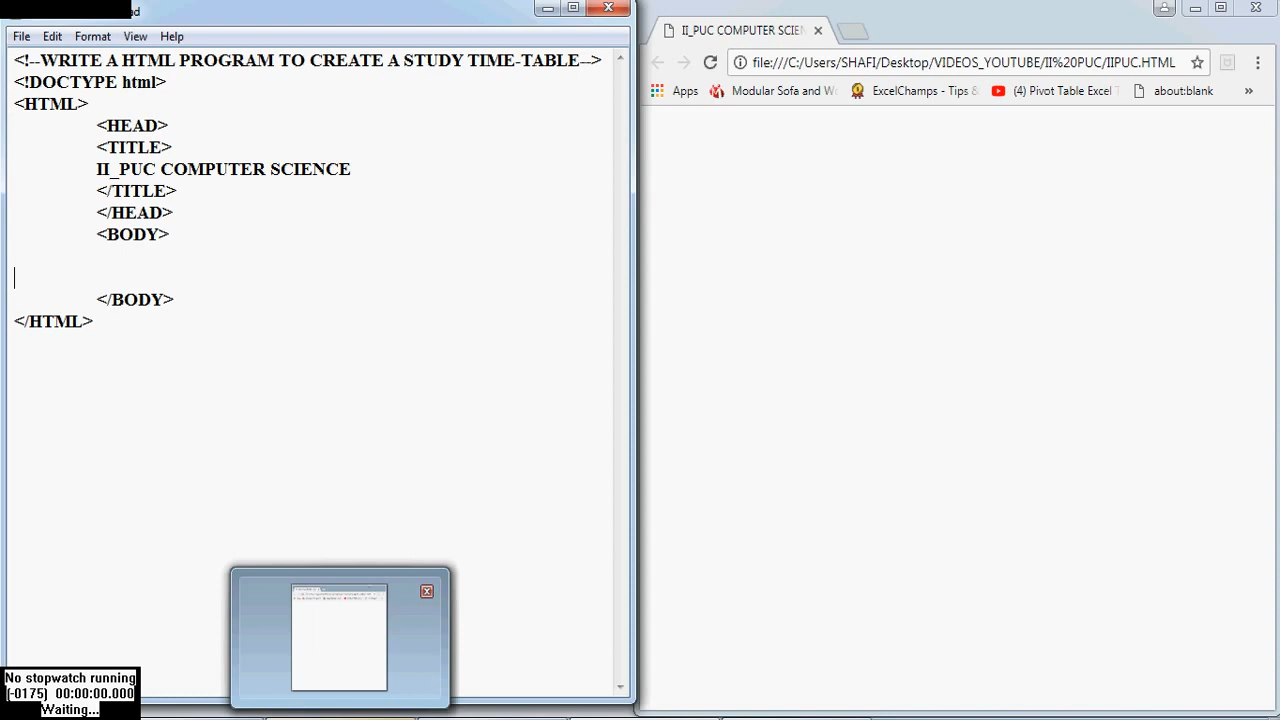 ad
File Edit Format View Help
<!--WRITE A HTML PROGRAM TO CREATE A STUDY TIME-TABLE-->
<!DOCTYPE html>
<HTML>
<HEAD>
<TITLE>
II_PUC COMPUTER SCIENCE
</TITLE>
</HEAD>
<BODY>
</BODY>
</HTML>
II_PUC COMPUTER SCIEN
file:///C:/Users/SHAFI/Desktop/VIDEOS_YOUTUBE/II%20PUC/IIPUC.HTML
Apps Modular Sofa and Wo ExcelChamps - Tips & (4) Pivot Table Excel T about:blank »
No stopwatch running
[-0175] 00:00:00.000
Waiting...